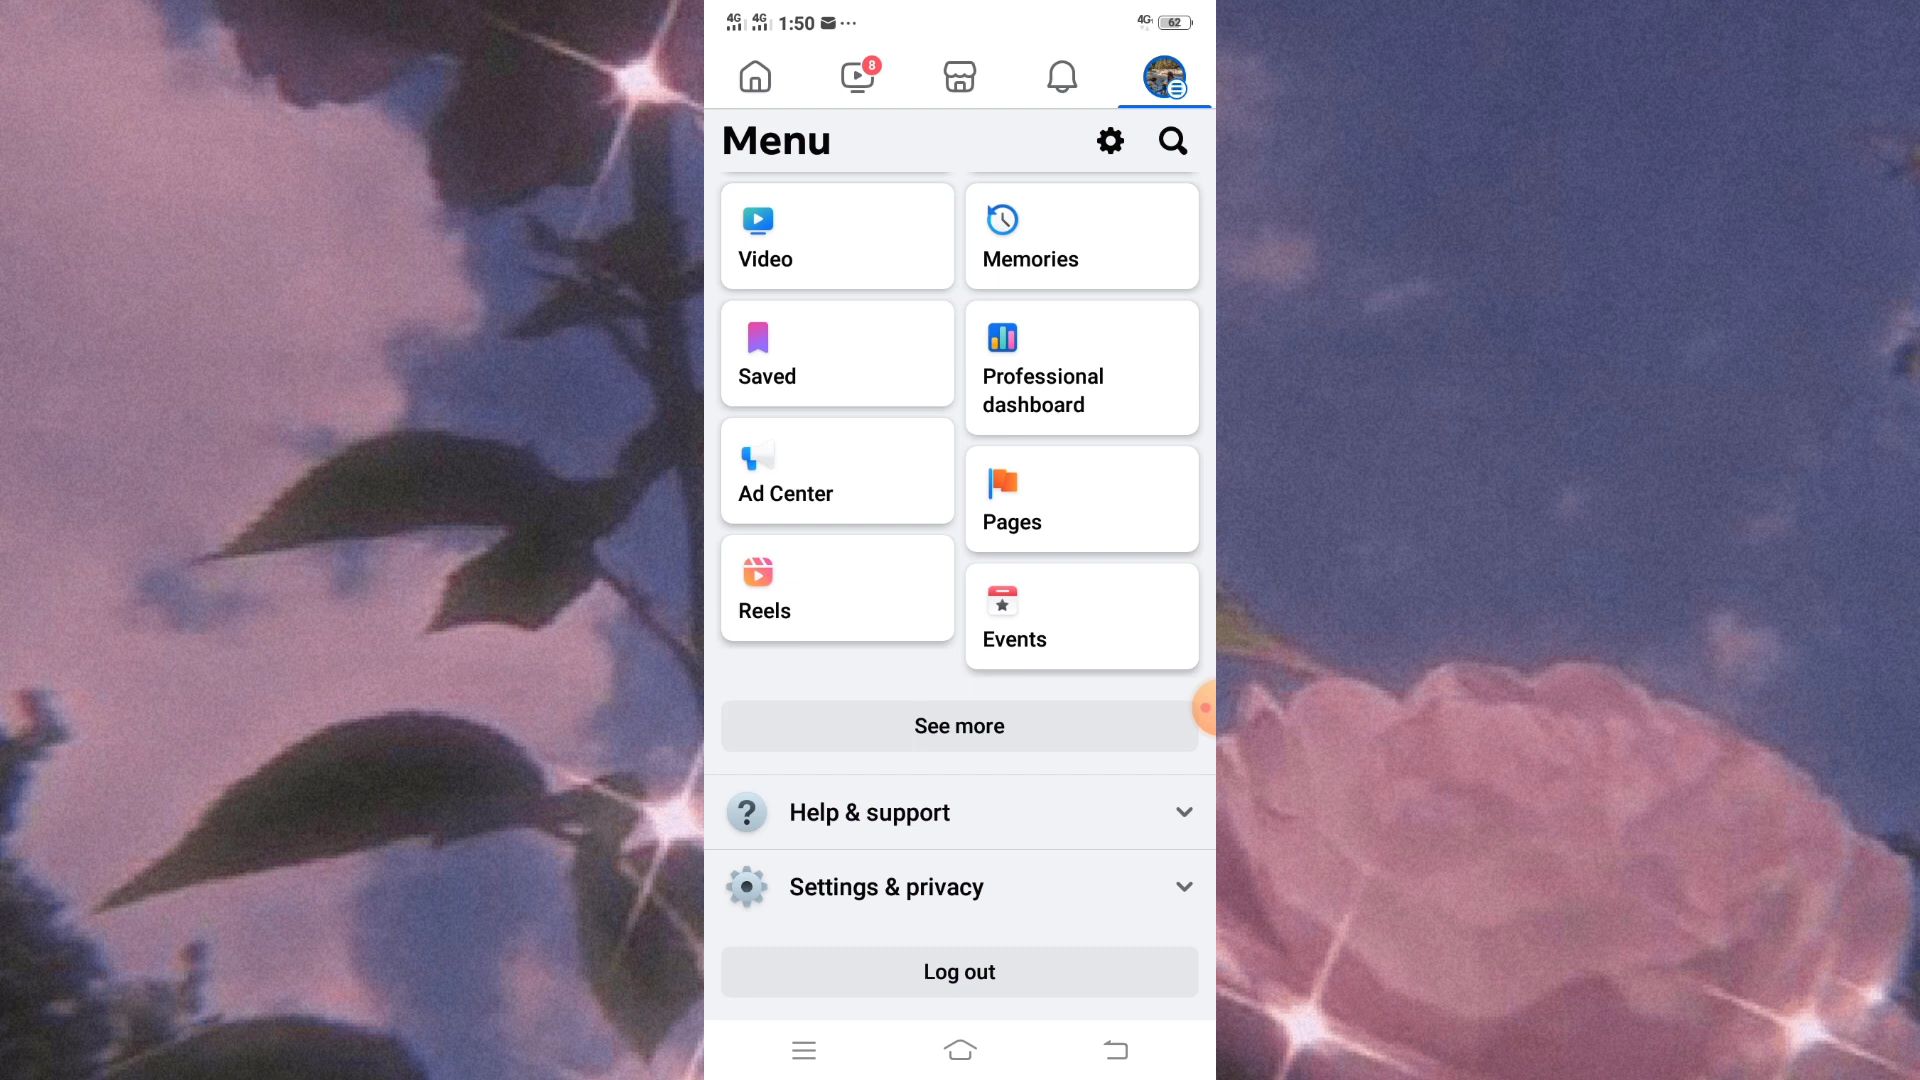 4G 4G 1:50 4G 62
8
Menu
Video
Memories
Saved
Professional
dashboard
Ad Center
Pages
Reels
Events
See more
Help & support
Settings & privacy
Log out